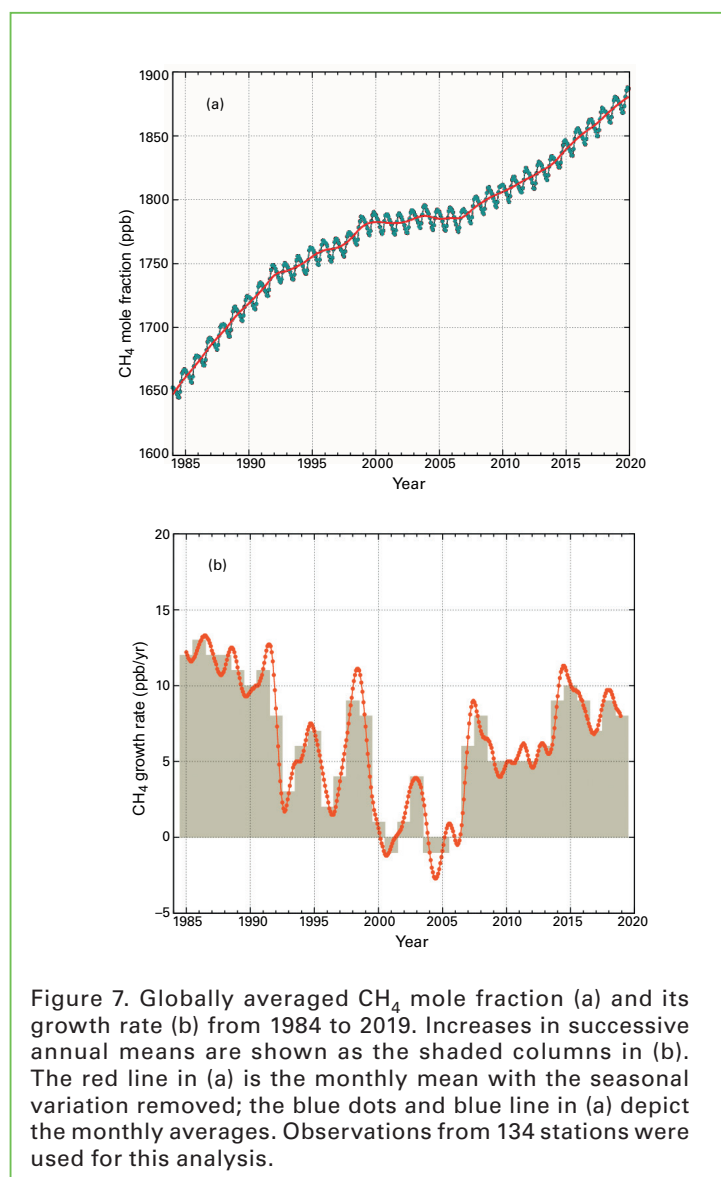 1900
(a)
1850
1800
1750
1700
1650
1600
CH₄ mole fraction (ppb)
1985 1990 1995 2000 2005 2010 2015 2020
Year
20
(b)
15
10
5
0
−5
CH₄ growth rate (ppb/yr)
1985 1990 1995 2000 2005 2010 2015 2020
Year
Figure 7. Globally averaged CH₄ mole fraction (a) and its
growth rate (b) from 1984 to 2019. Increases in successive
annual means are shown as the shaded columns in (b).
The red line in (a) is the monthly mean with the seasonal
variation removed; the blue dots and blue line in (a) depict
the monthly averages. Observations from 134 stations were
used for this analysis.